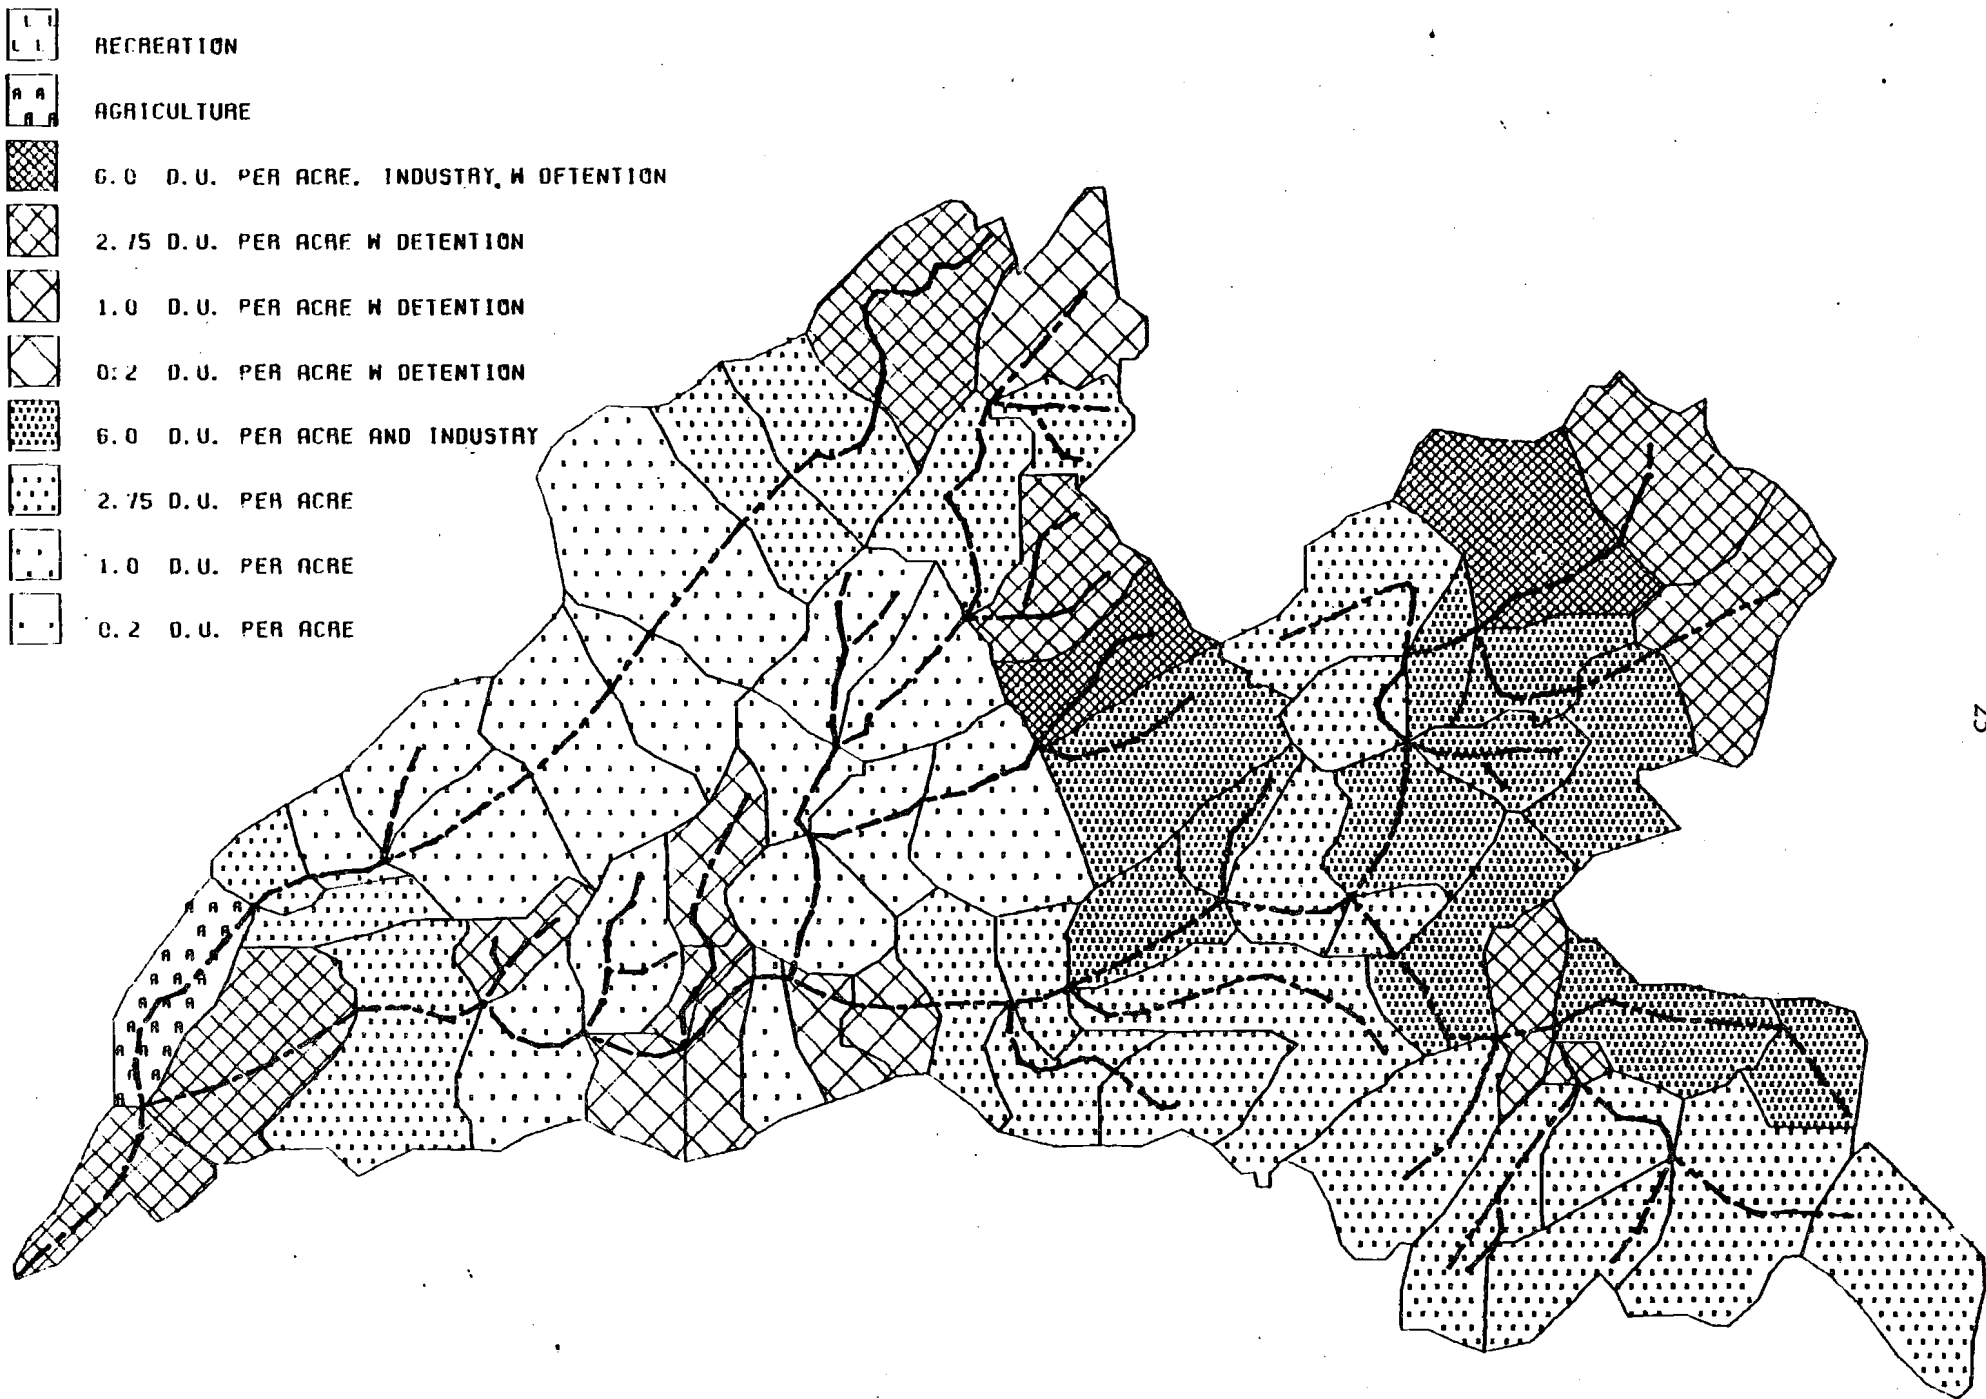 RECREATION
AGRICULTURE
6.0 D.U. PER ACRE. INDUSTRY, W DETENTION
2.75 D.U. PER ACRE W DETENTION
1.0 D.U. PER ACRE W DETENTION
0.2 D.U. PER ACRE W DETENTION
6.0 D.U. PER ACRE AND INDUSTRY
2.75 D.U. PER ACRE
1.0 D.U. PER ACRE
0.2 D.U. PER ACRE